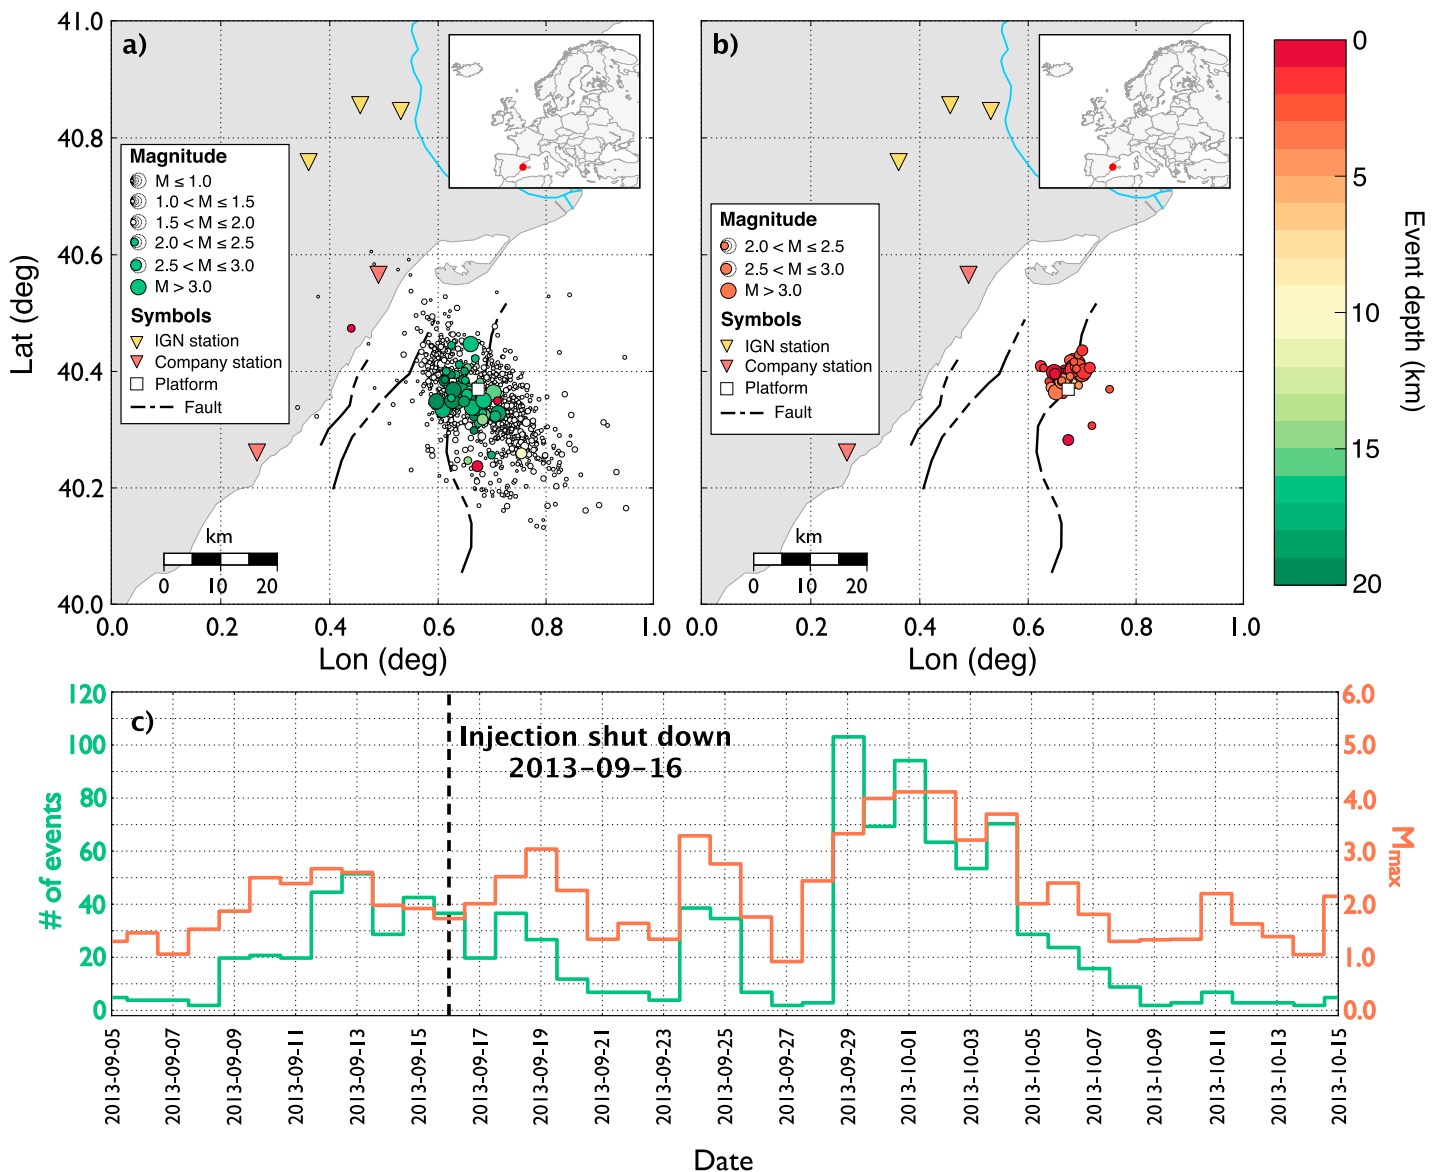 a)
b)
41.0
40.8
40.6
40.4
40.2
40.0
Lat (deg)
Magnitude
M ≤ 1.0
1.0 < M ≤ 1.5
1.5 < M ≤ 2.0
2.0 < M ≤ 2.5
2.5 < M ≤ 3.0
M > 3.0
Symbols
IGN station
Company station
Platform
Fault
km
0 10 20
0.0 0.2 0.4 0.6 0.8 1.0
Lon (deg)
Magnitude
2.0 < M ≤ 2.5
2.5 < M ≤ 3.0
M > 3.0
Symbols
IGN station
Company station
Platform
Fault
km
0 10 20
0.0 0.2 0.4 0.6 0.8 1.0
Lon (deg)
0
5
10
15
20
Event depth (km)
c)
Injection shut down
2013-09-16
120
100
80
60
40
20
0
# of events
6.0
5.0
4.0
3.0
2.0
1.0
0.0
Mmax
2013-09-05
2013-09-07
2013-09-09
2013-09-11
2013-09-13
2013-09-15
2013-09-17
2013-09-19
2013-09-21
2013-09-23
2013-09-25
2013-09-27
2013-09-29
2013-10-01
2013-10-03
2013-10-05
2013-10-07
2013-10-09
2013-10-11
2013-10-13
2013-10-15
Date